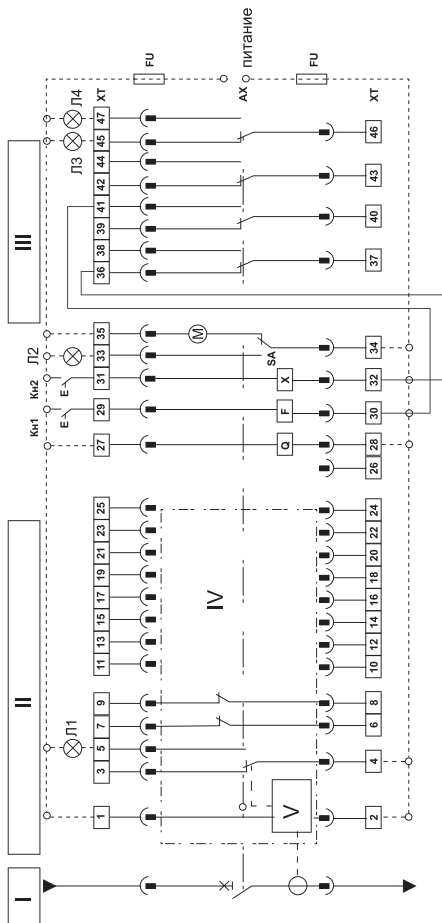 I II III
Л1 Кн1 Кн2 Л2 Л3 Л4
E E FU
1 3 5 7 9 11 13 15 17 19 21 23 25 27 29 31 33 35 36 38 39 41 42 44 45 47 XT
M
IV SA AX питание
V Q F X
FU
2 4 6 8 10 12 14 16 18 20 22 24 26 28 30 32 34 37 40 43 46 XT